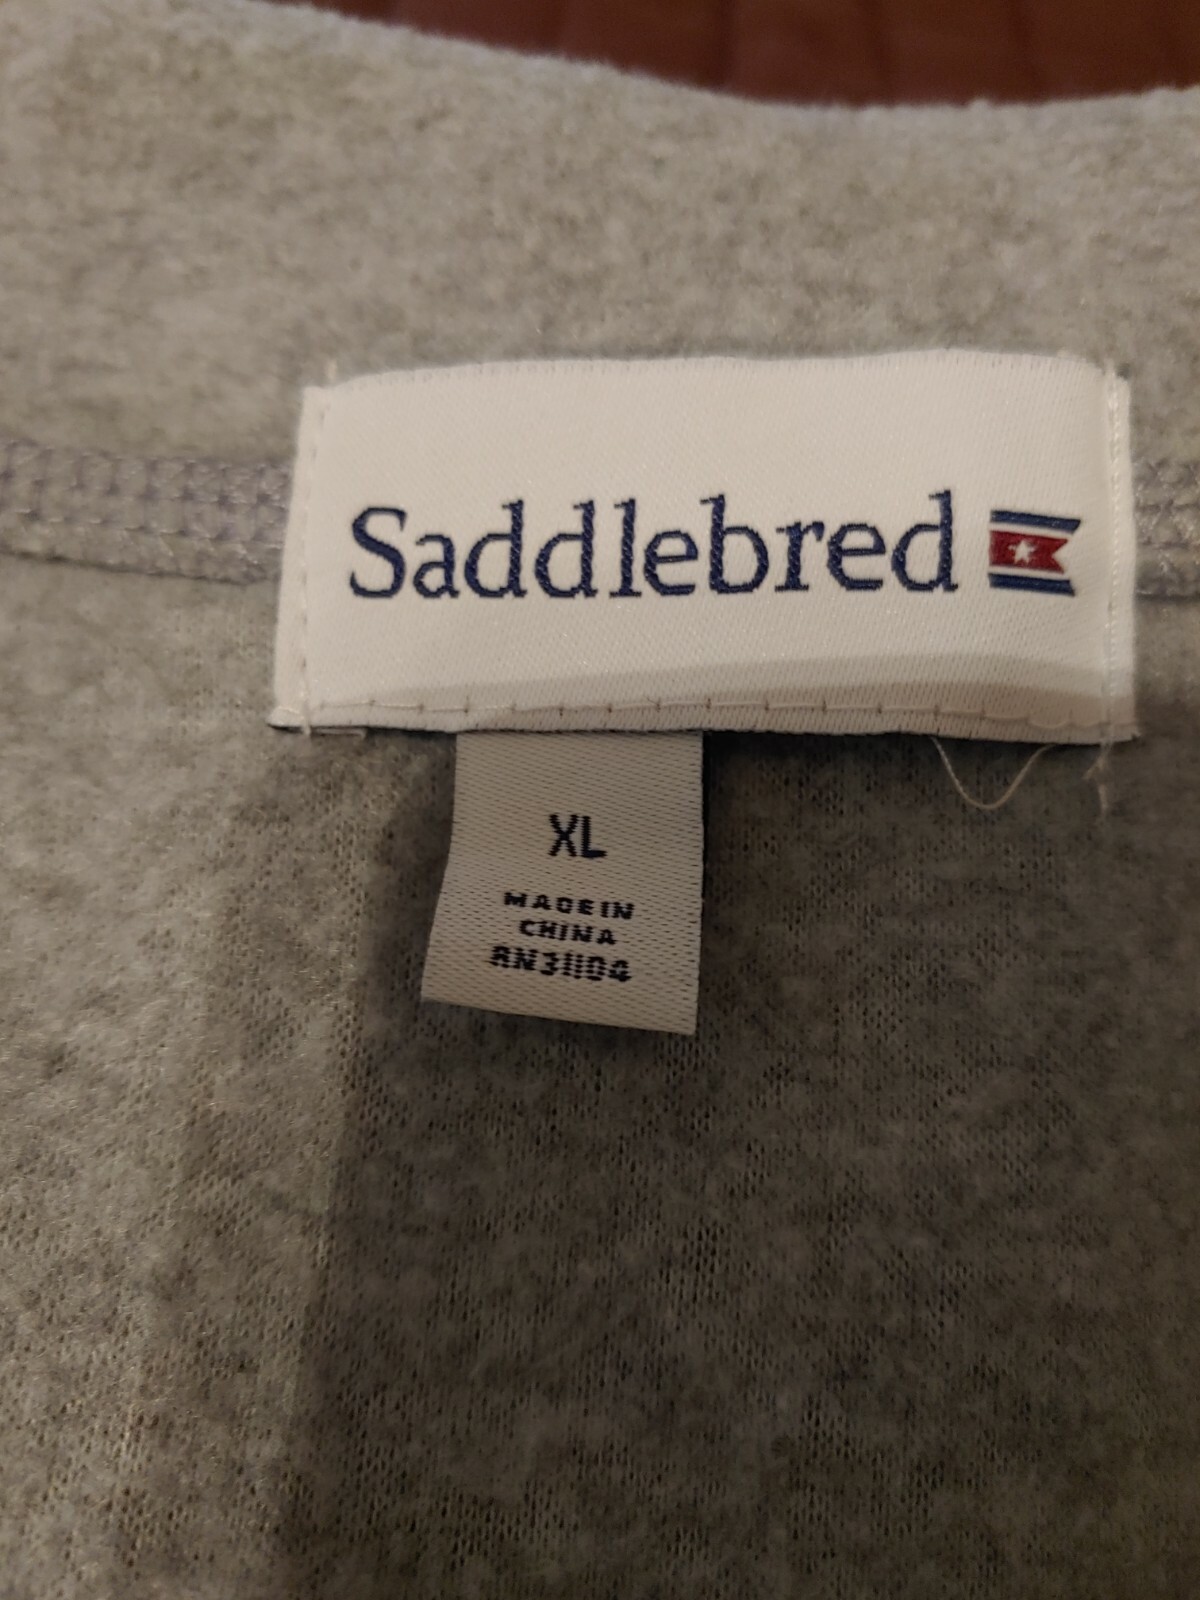 Saddlebred
XL
MADE IN
CHINA
RN31104